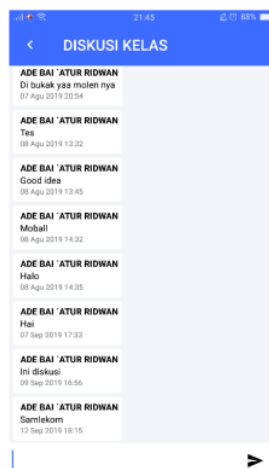 21:45
88%
DISKUSI KELAS
ADE BAI `ATUR RIDWAN
Di bukak yaa molen nya
07 Agu 2019 20:54
ADE BAI `ATUR RIDWAN
Tes
08 Agu 2019 13:32
ADE BAI `ATUR RIDWAN
Good idea
08 Agu 2019 13:45
ADE BAI `ATUR RIDWAN
Moball
08 Agu 2019 14:32
ADE BAI `ATUR RIDWAN
Halo
08 Agu 2019 14:35
ADE BAI `ATUR RIDWAN
Hai
07 Sep 2019 17:33
ADE BAI `ATUR RIDWAN
Ini diskusi
09 Sep 2019 16:56
ADE BAI `ATUR RIDWAN
Samlekom
12 Sep 2019 18:15